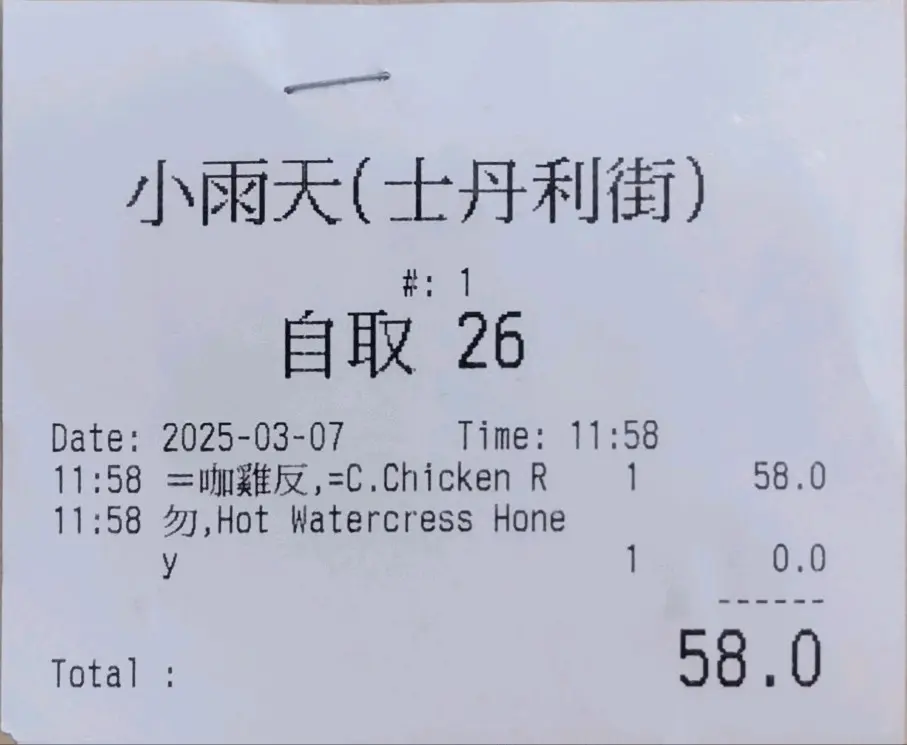 小雨天(士丹利街)
#: 1
自取 26
Date: 2025-03-07 Time: 11:58
11:58 =咖雞反,=C.Chicken R 1 58.0
11:58 勿,Hot Watercress Hone
y 1 0.0
------
Total : 58.0